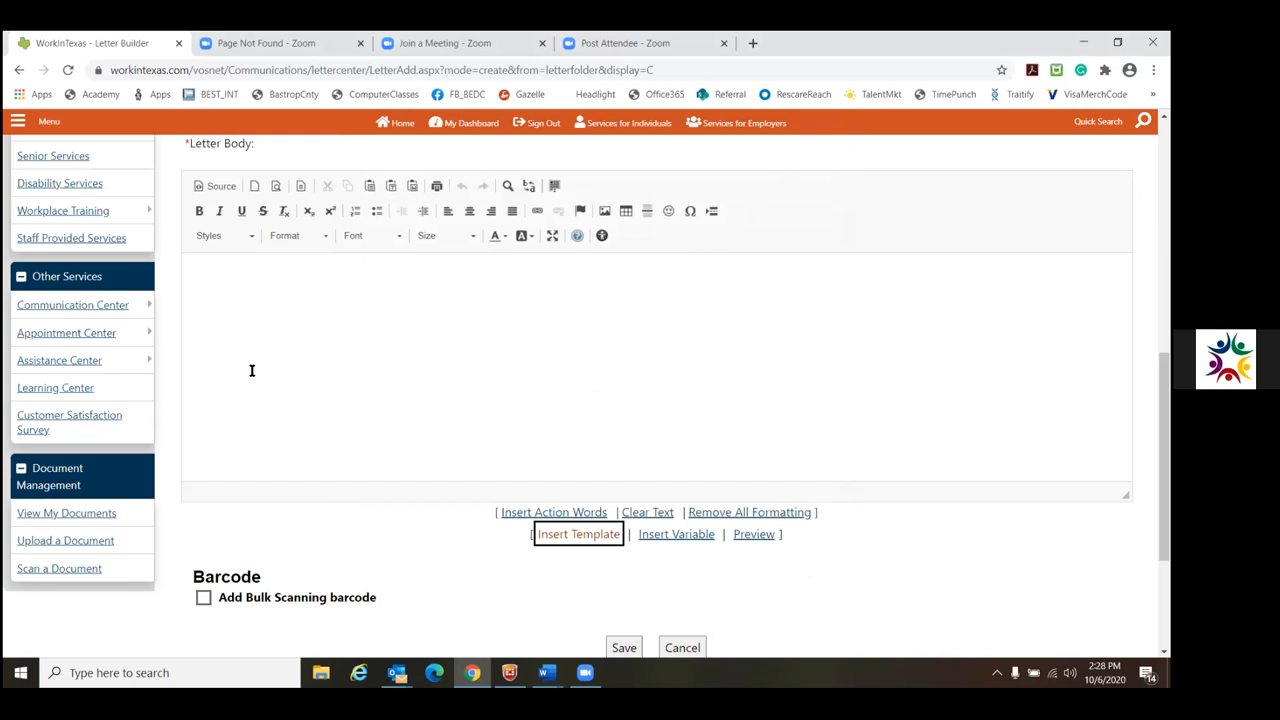 WorkInTexas - Letter Builder
Page Not Found - Zoom
Join a Meeting - Zoom
Post Attendee - Zoom
workintexas.com/vosnet/Communications/lettercenter/LetterAdd.aspx?mode=create&from=letterfolder&display=C
Apps Academy Apps BEST_INT BastropCnty ComputerClasses FB_BEDC Gazelle Headlight Office365 Referral RescareReach TalentMkt TimePunch Traitify VisaMerchCode »
Menu Home My Dashboard Sign Out Services for Individuals Services for Employers Quick Search
Senior Services
Disability Services
Workplace Training
Staff Provided Services
Other Services
Communication Center
Appointment Center
Assistance Center
Learning Center
Customer Satisfaction
Survey
Document
Management
View My Documents
Upload a Document
Scan a Document
*Letter Body:
Source
B I U S Tx x₂ x²
Styles Format Font Size A A
[ Insert Action Words | Clear Text | Remove All Formatting ]
[ Insert Template | Insert Variable | Preview ]
Barcode
Add Bulk Scanning barcode
Save Cancel
Type here to search
2:28 PM
10/6/2020
14